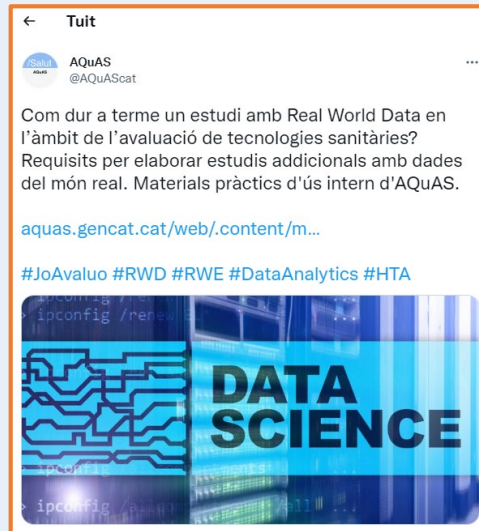 ← Tuit
/Salut
AQuAS
AQuAS
@AQuAScat
Com dur a terme un estudi amb Real World Data en
l'àmbit de l'avaluació de tecnologies sanitàries?
Requisits per elaborar estudis addicionals amb dades
del món real. Materials pràctics d'ús intern d'AQuAS.
aquas.gencat.cat/web/.content/m...
#JoAvaluo #RWD #RWE #DataAnalytics #HTA
> ipconfig /renew
DATA
SCIENCE
> ipconfig